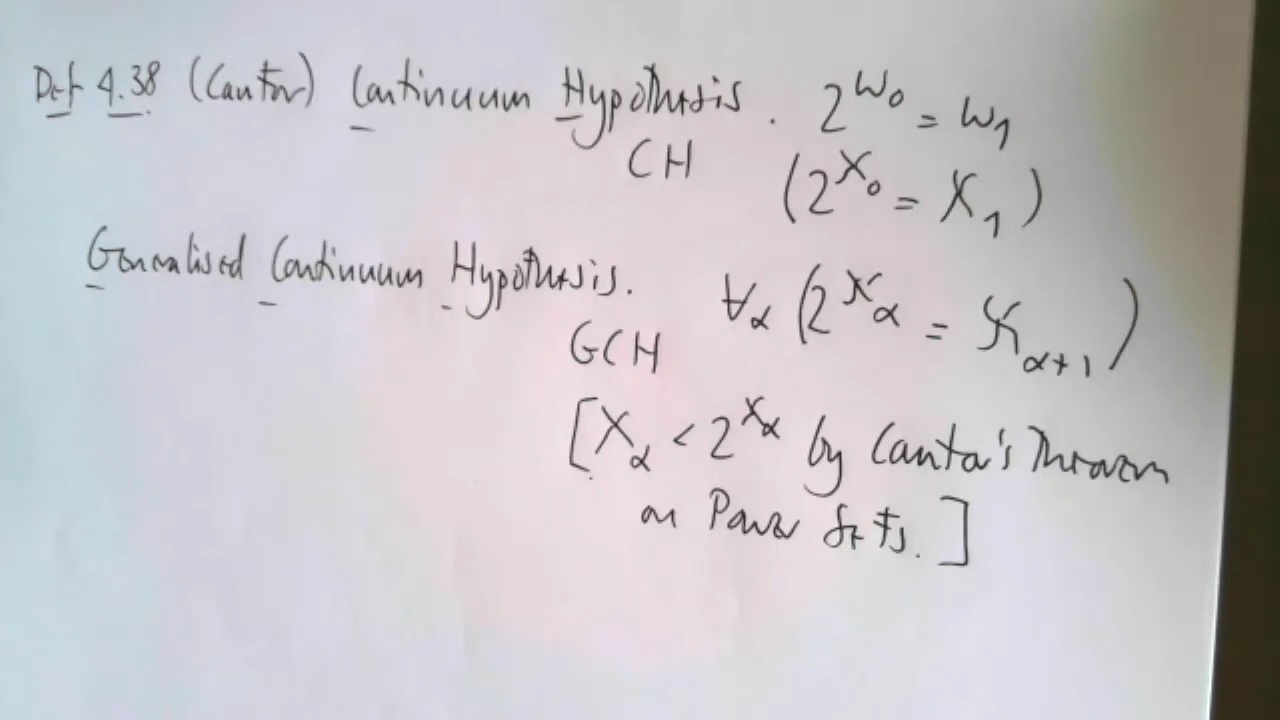 Def 4.38 (Cantor) Continuum Hypothesis. 2^ω₀ = ω₁
CH (2^ℵ₀ = ℵ₁)
Generalised Continuum Hypothesis. ∀α (2^ℵα = ℵα+1)
GCH
[ℵα < 2^ℵα by Cantor's Theorem
on Power Sets.]